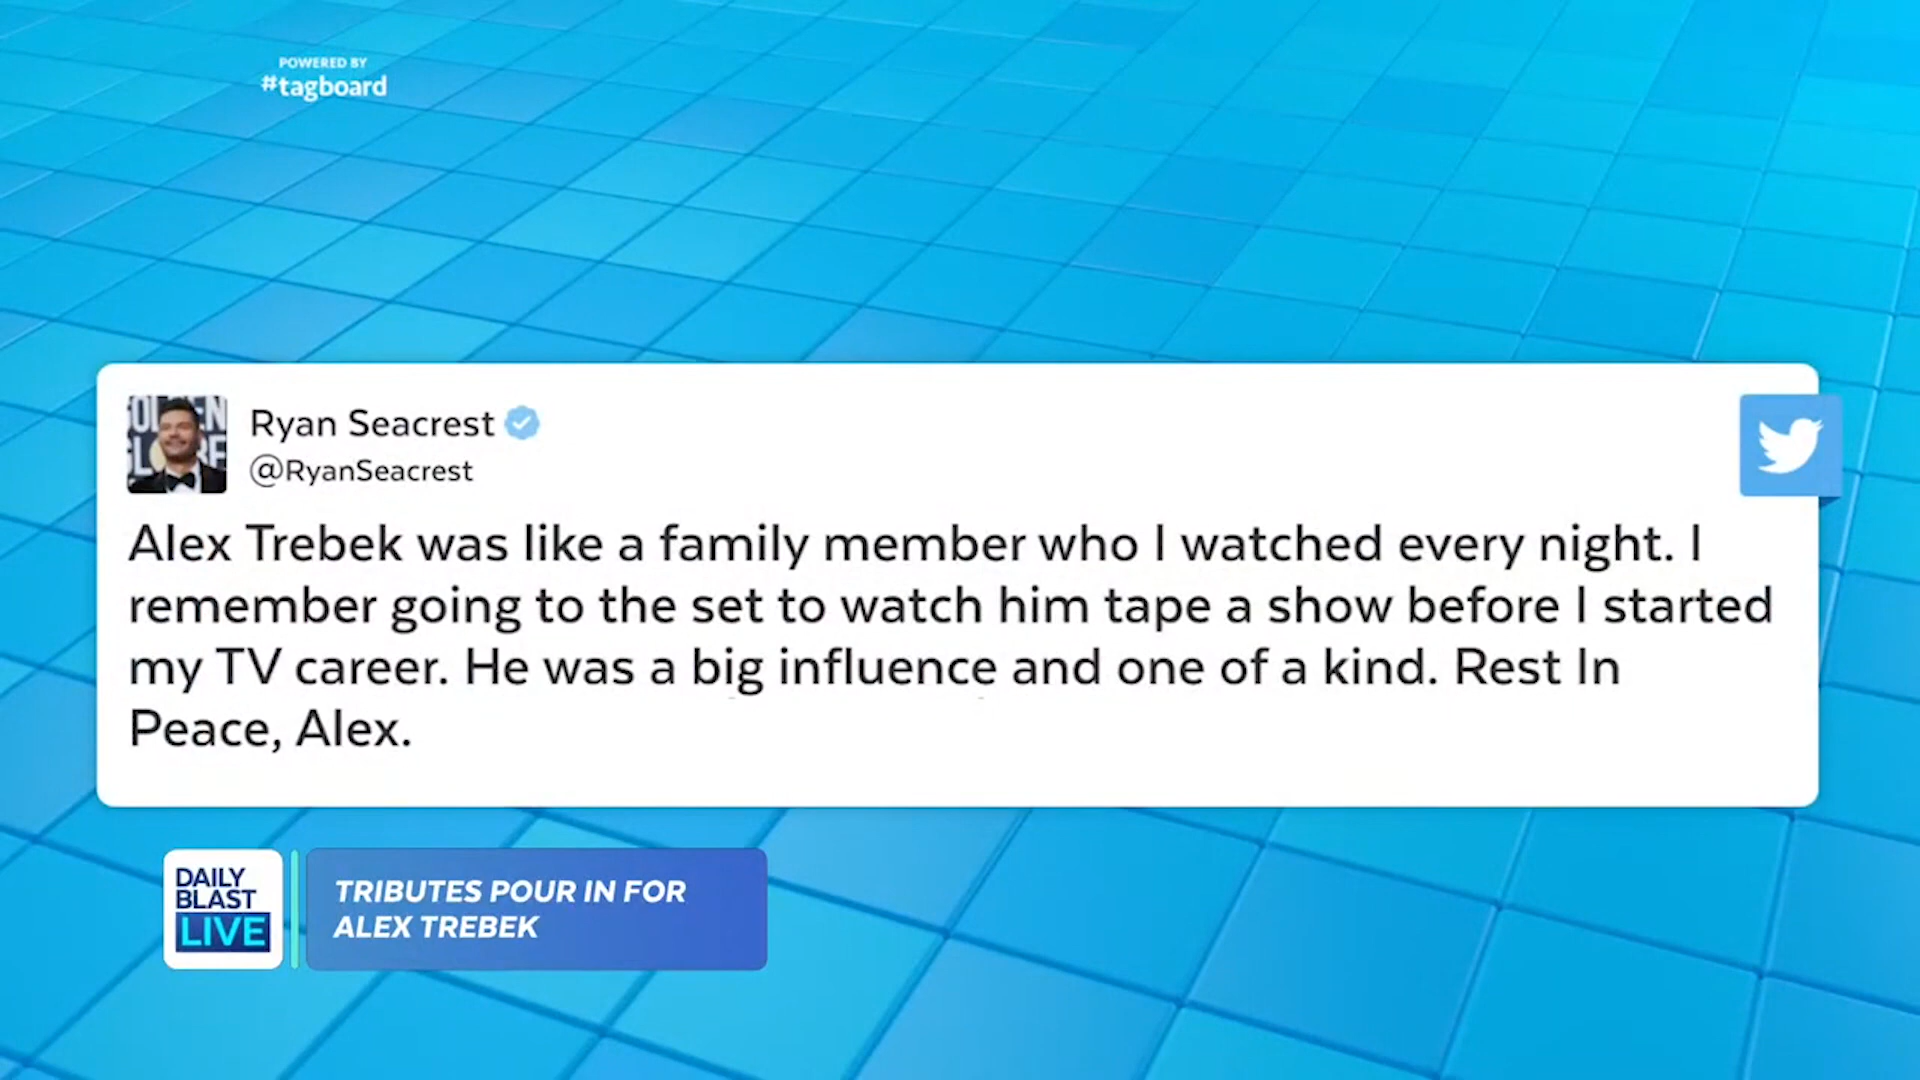 POWERED BY
#tagboard
Ryan Seacrest
@RyanSeacrest
Alex Trebek was like a family member who I watched every night. I
remember going to the set to watch him tape a show before I started
my TV career. He was a big influence and one of a kind. Rest In
Peace, Alex.
DAILY
BLAST
LIVE
TRIBUTES POUR IN FOR
ALEX TREBEK